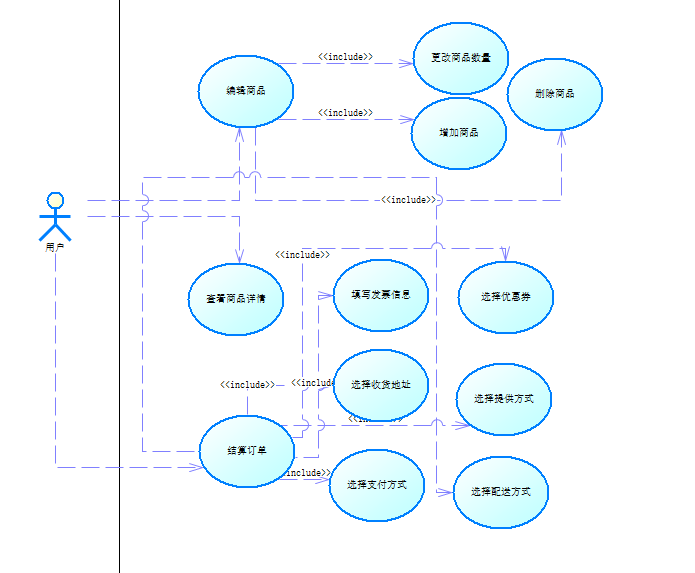 <<include>>
更改商品数量
编辑商品
删除商品
<<include>>
增加商品
<<include>>
用户
<<include>>
查看商品详情
填写发票信息
选择优惠券
<<include>>
<<inclu
选择收货地址
选择提供方式
<<in
结算订单
include>>
选择支付方式
选择配送方式